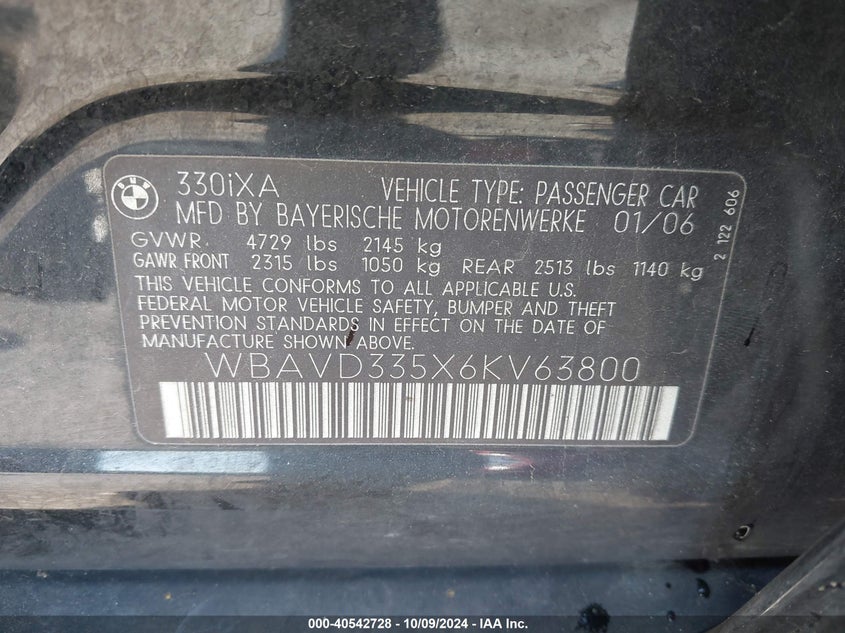 BMW
330iXA VEHICLE TYPE: PASSENGER CAR
MFD BY BAYERISCHE MOTORENWERKE 01/06
GVWR. 4729 lbs 2145 kg
GAWR FRONT 2315 lbs 1050 kg REAR 2513 lbs 1140 kg
THIS VEHICLE CONFORMS TO ALL APPLICABLE U.S.
FEDERAL MOTOR VEHICLE SAFETY, BUMPER AND THEFT
PREVENTION STANDARDS IN EFFECT ON THE DATE OF
MANUFACTURE SHOWN ABOVE.
WBAVD335X6KV63800
2 122 606
000-40542728 - 10/09/2024 - IAA Inc.